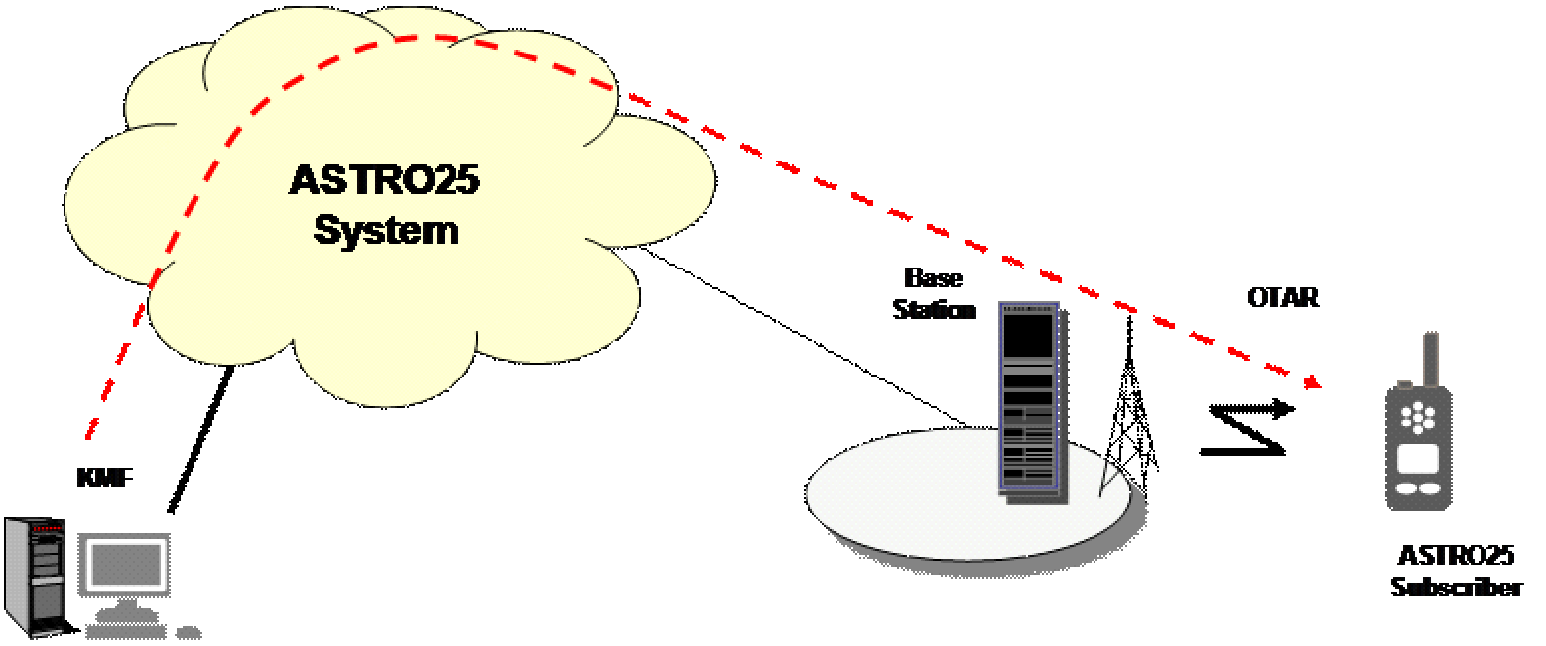 ASTRO25
System
Base
Station
OTAR
KMF
ASTRO25
Subscriber